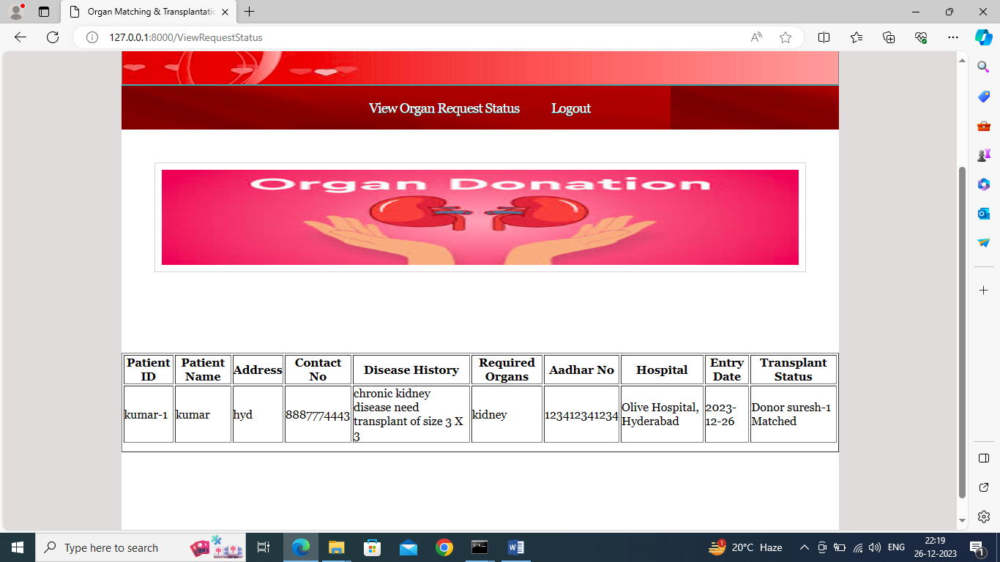 Organ Matching & Transplantatic
127.0.0.1:8000/ViewRequestStatus
View Organ Request Status Logout
Organ Donation
Patient ID Patient Name Address Contact No Disease History Required Organs Aadhar No Hospital Entry Date Transplant Status
kumar-1 kumar hyd 8887774443 chronic kidney disease need transplant of size 3 X 3 kidney 123412341234 Olive Hospital, Hyderabad 2023-12-26 Donor suresh-1 Matched
Type here to search
1
20°C Haze
ENG
22:19
26-12-2023
1